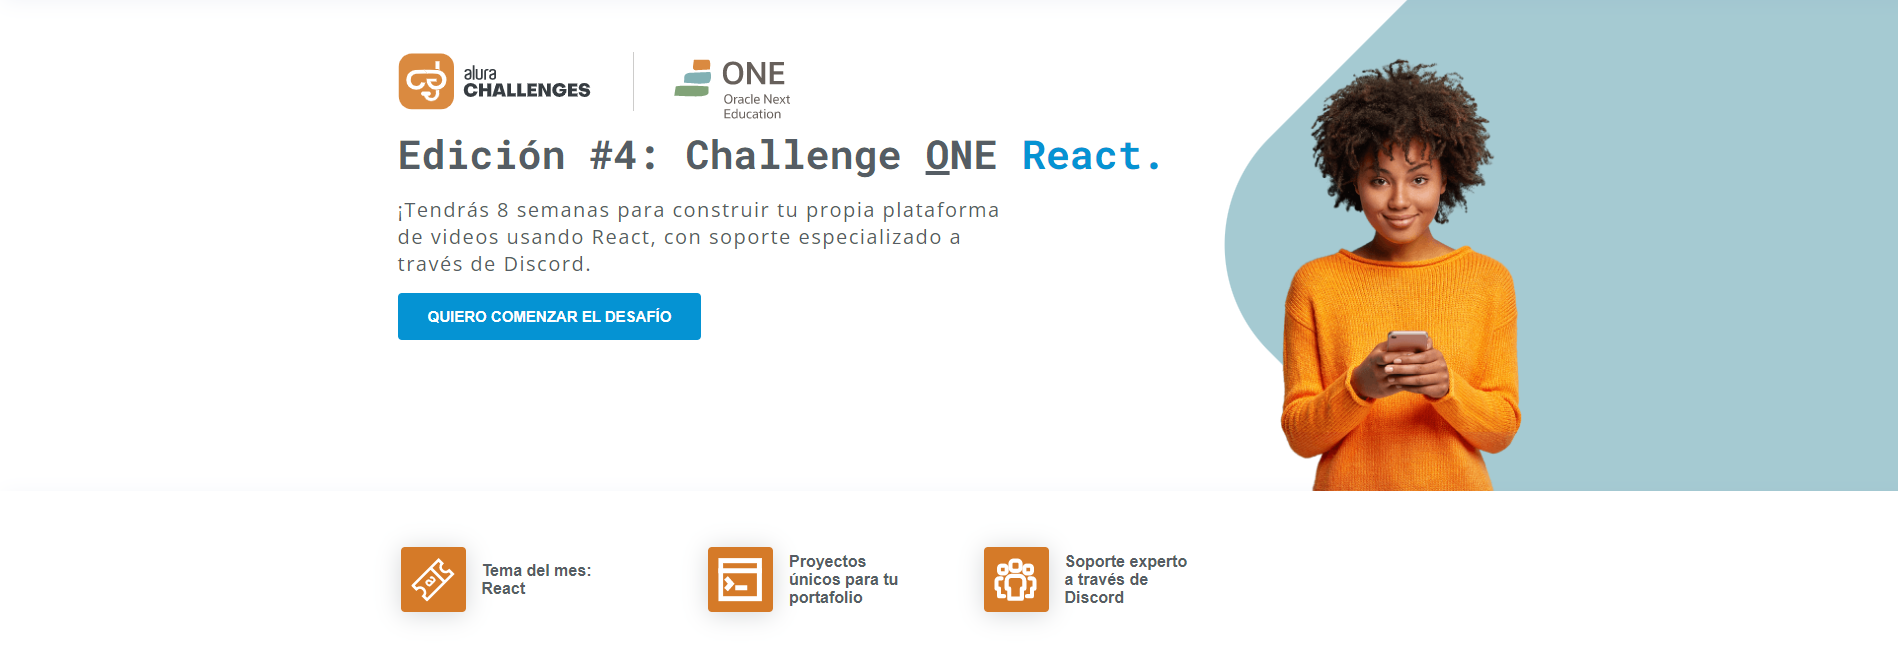 alura
CHALLENGES
ONE
Oracle Next
Education
Edición #4: Challenge ONE React.
¡Tendrás 8 semanas para construir tu propia plataforma
de videos usando React, con soporte especializado a
través de Discord.
QUIERO COMENZAR EL DESAFÍO
Tema del mes:
React
Proyectos
únicos para tu
portafolio
Soporte experto
a través de
Discord